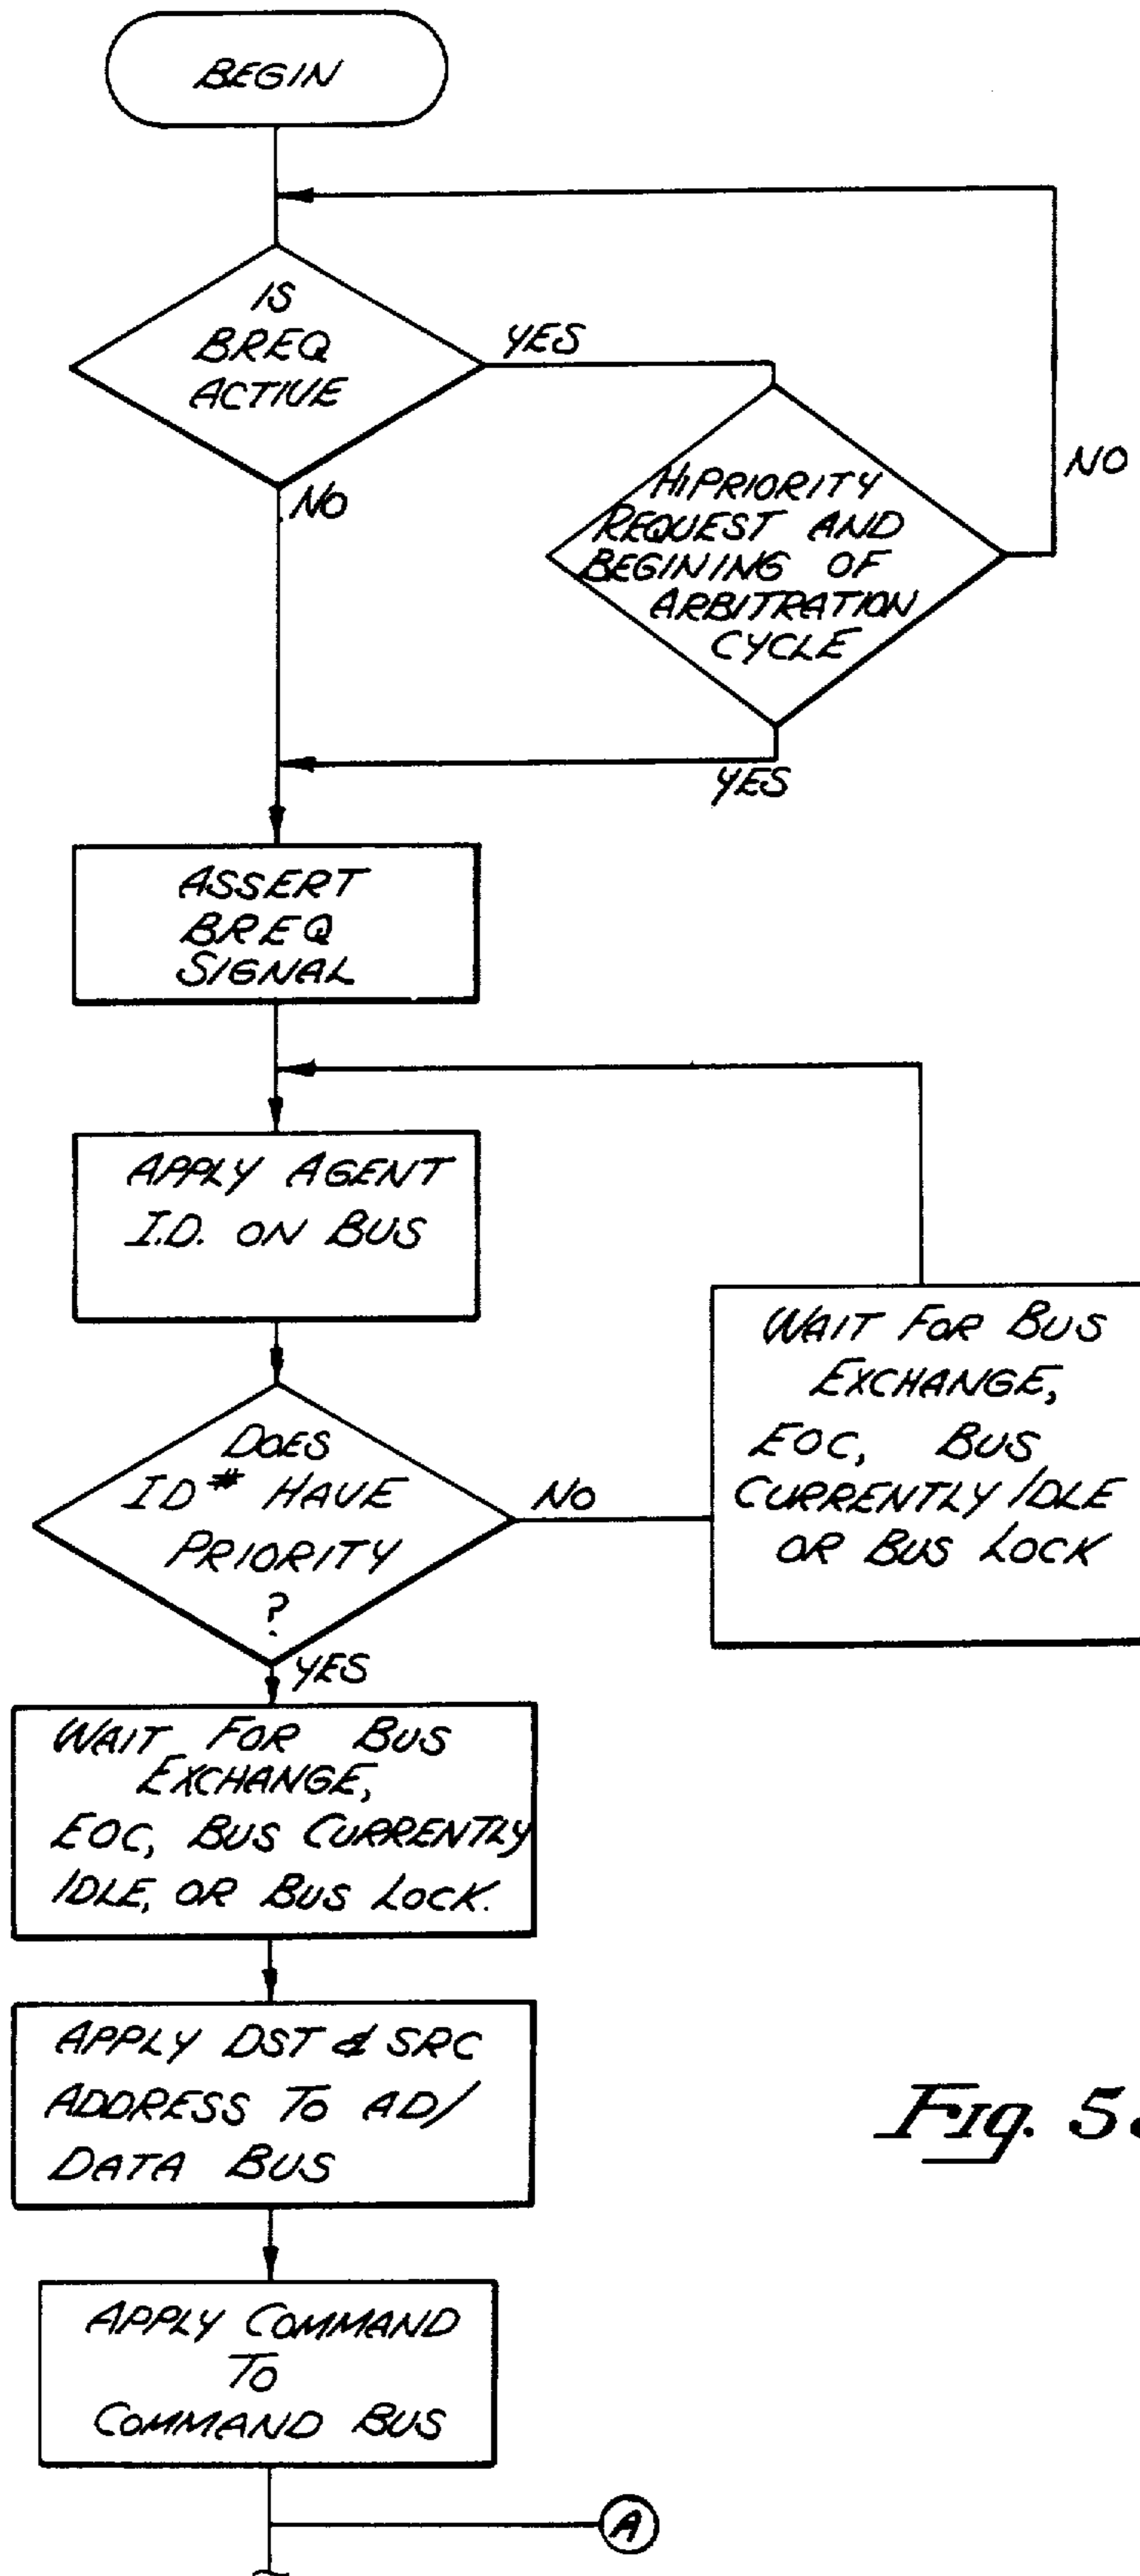 BEGIN
IS
BREQ
ACTIVE
YES
NO
HIPRIORITY
REQUEST AND
BEGINING OF
ARBITRATION
CYCLE
NO
YES
ASSERT
BREQ
SIGNAL
APPLY AGENT
I.D. ON BUS
DOES
ID# HAVE
PRIORITY
?
NO
WAIT FOR BUS
EXCHANGE,
EOC, BUS
CURRENTLY IDLE
OR BUS LOCK
YES
WAIT FOR BUS
EXCHANGE,
EOC, BUS CURRENTLY
IDLE, OR BUS LOCK.
APPLY DST & SRC
ADDRESS TO AD/
DATA BUS
APPLY COMMAND
TO
COMMAND BUS
A
Fig. 5